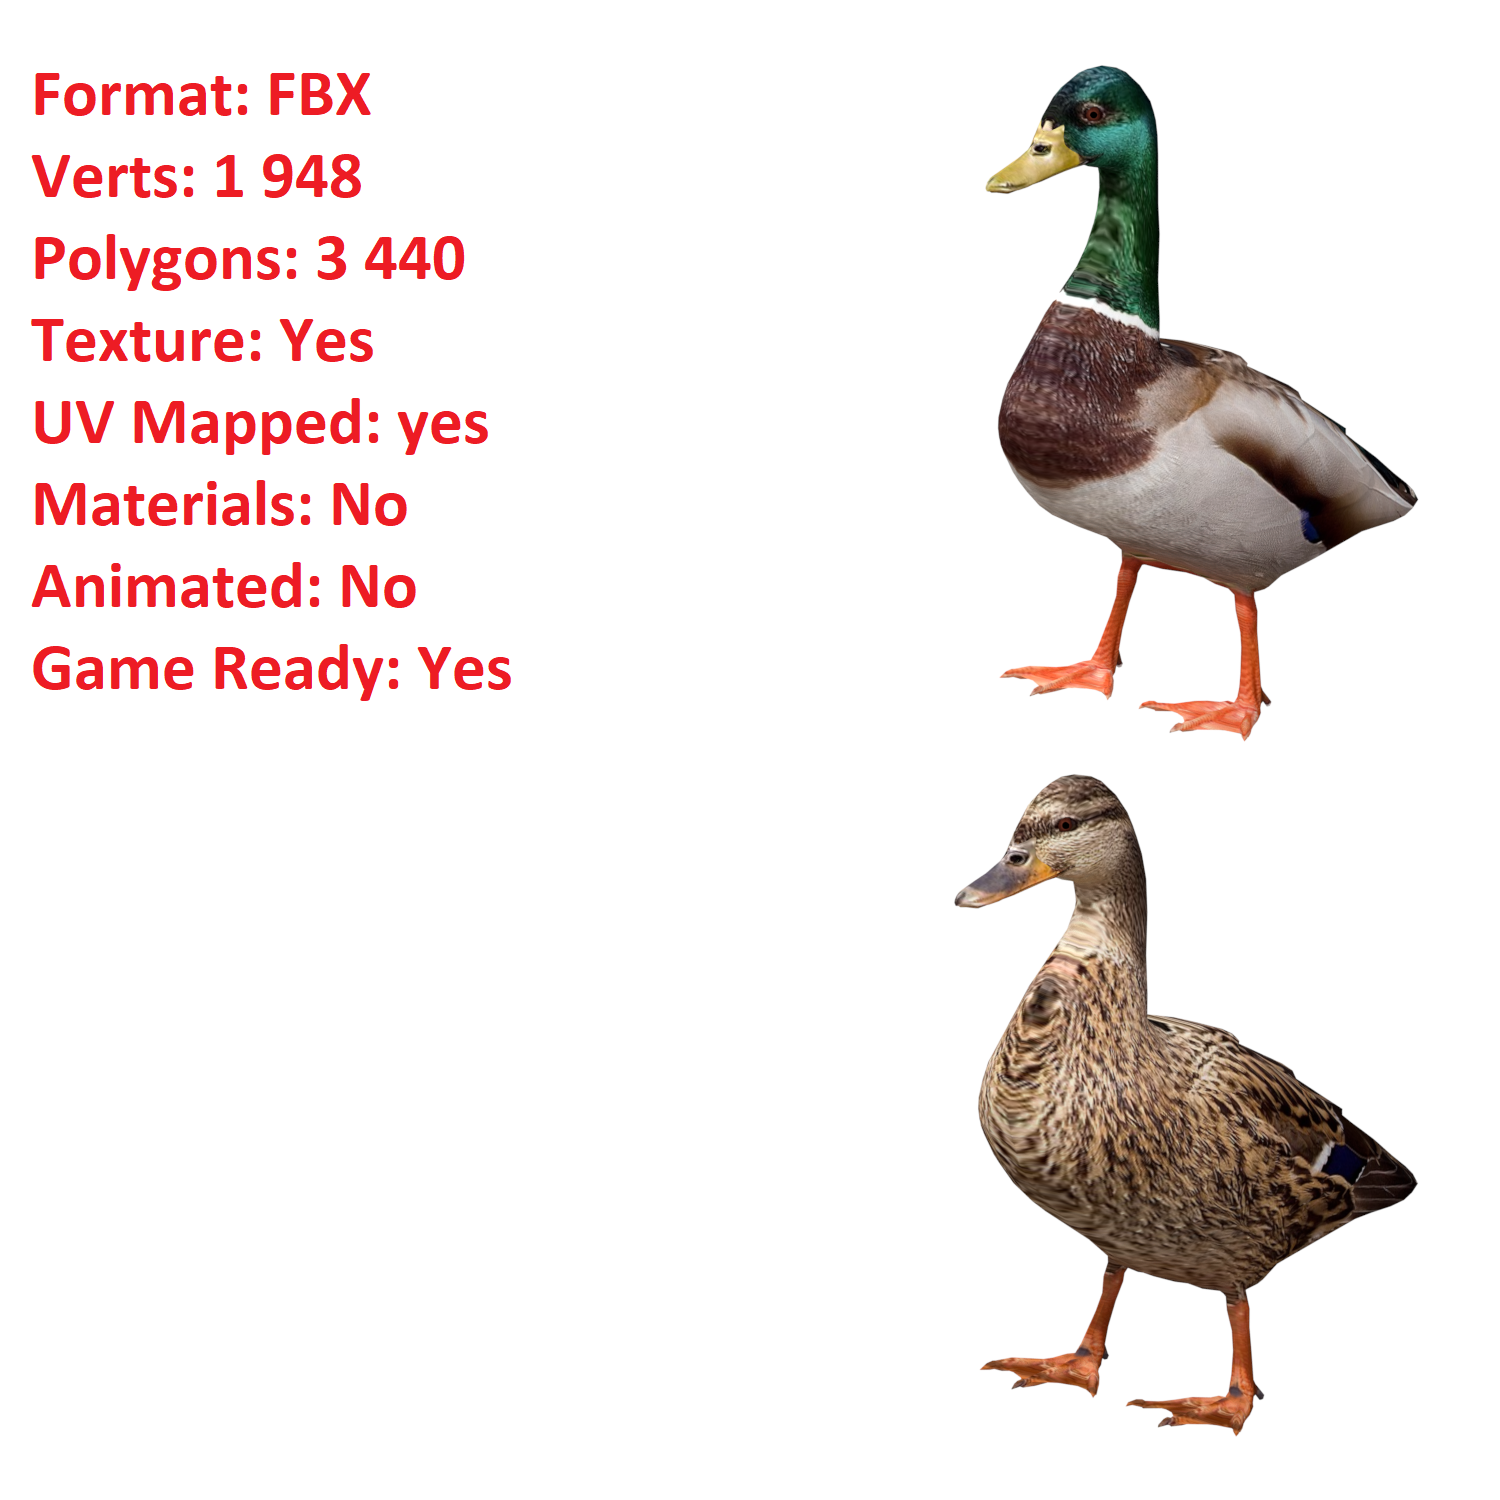 Format: FBX
Verts: 1 948
Polygons: 3 440
Texture: Yes
UV Mapped: yes
Materials: No
Animated: No
Game Ready: Yes